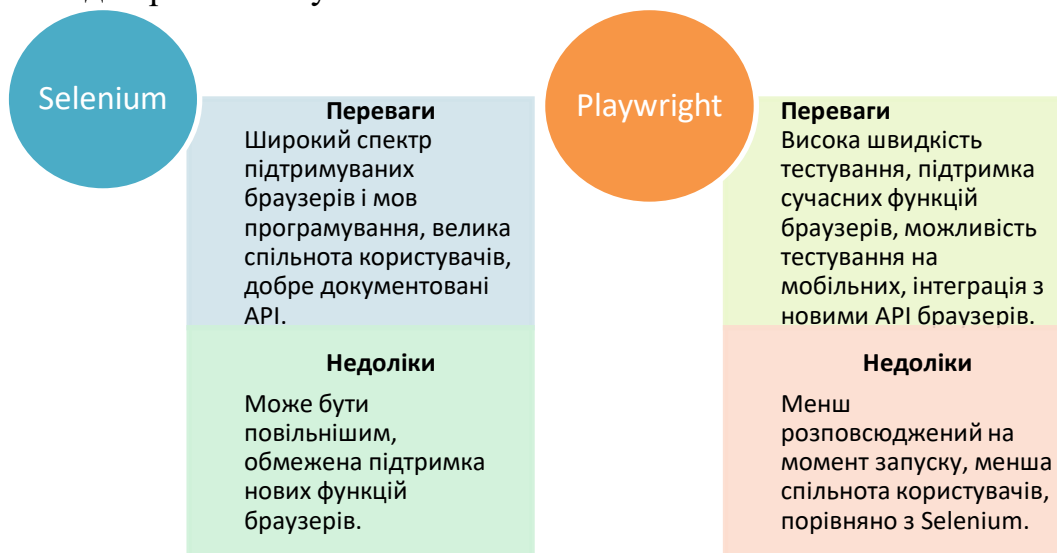 Selenium
Переваги
Широкий спектр
підтримуваних
браузерів і мов
програмування, велика
спільнота користувачів,
добре документовані
API.
Недоліки
Може бути
повільнішим,
обмежена підтримка
нових функцій
браузерів.
Playwright
Переваги
Висока швидкість
тестування, підтримка
сучасних функцій
браузерів, можливість
тестування на
мобільних, інтеграція з
новими API браузерів.
Недоліки
Менш
розповсюджений на
момент запуску, менша
спільнота користувачів,
порівняно з Selenium.